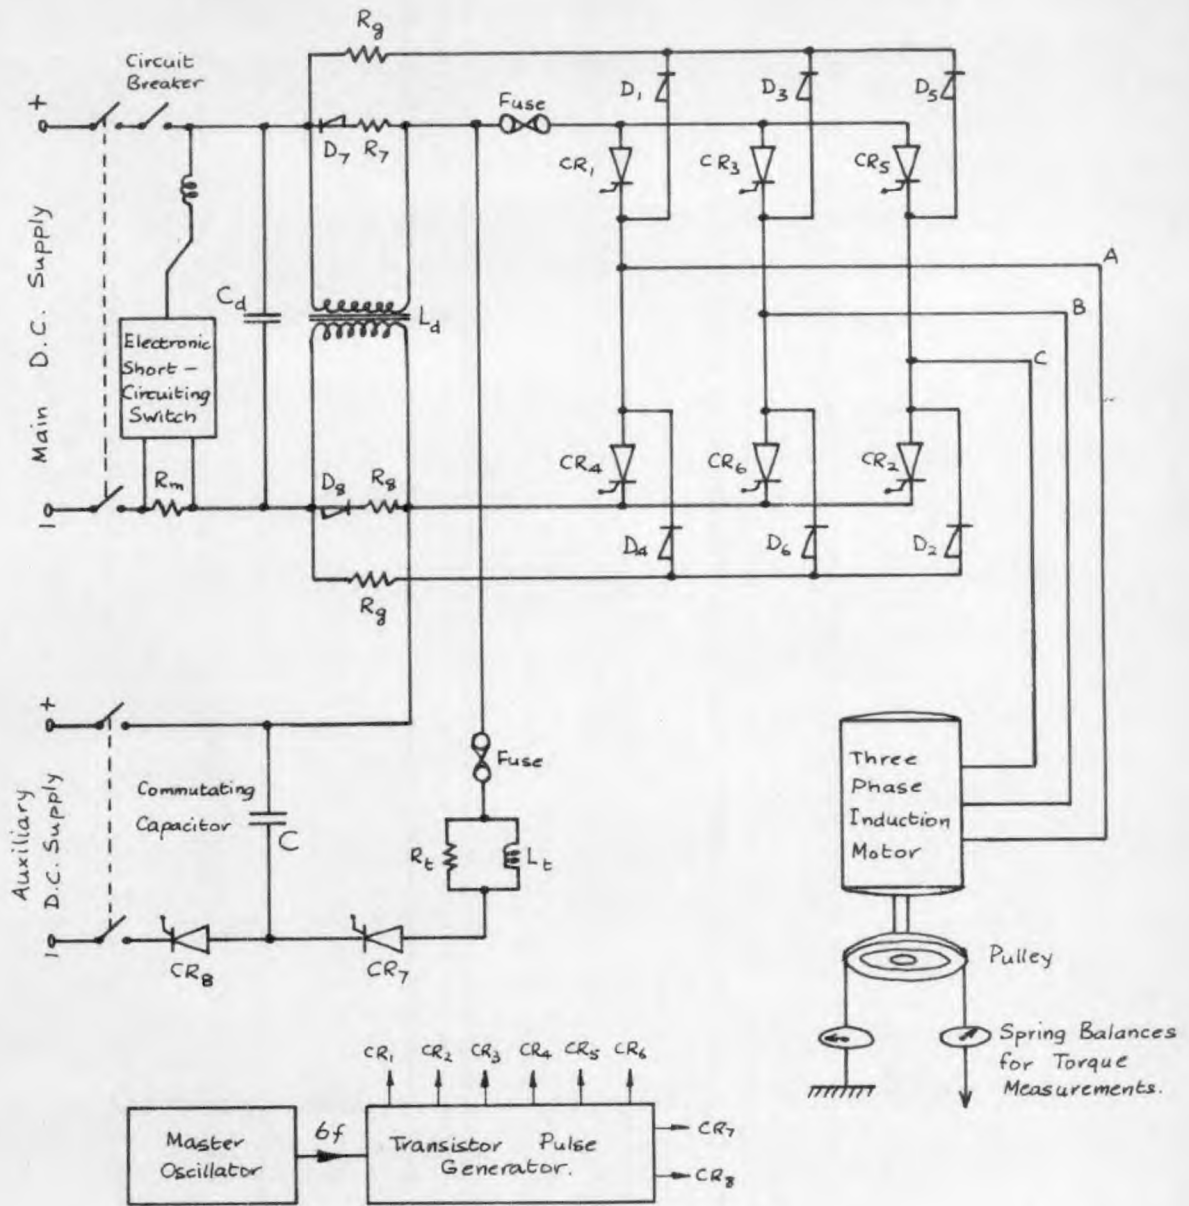 Rg
Circuit
Breaker
+
D1
D3
D5
Fuse
D7
R7
CR1
CR3
CR5
Main D.C. Supply
A
Cd
Ld
B
Electronic
Short-
Circuiting
Switch
C
Rm
D8
R8
CR4
CR6
CR2
D4
D6
D2
Rg
+
Auxiliary
D.C. Supply
Fuse
Commutating
Capacitor
C
Rt
Lt
Three
Phase
Induction
Motor
CR8
CR7
Pulley
Spring Balances
for Torque
Measurements.
CR1
CR2
CR3
CR4
CR5
CR6
Master
Oscillator
6f
Transistor Pulse
Generator.
CR7
CR8